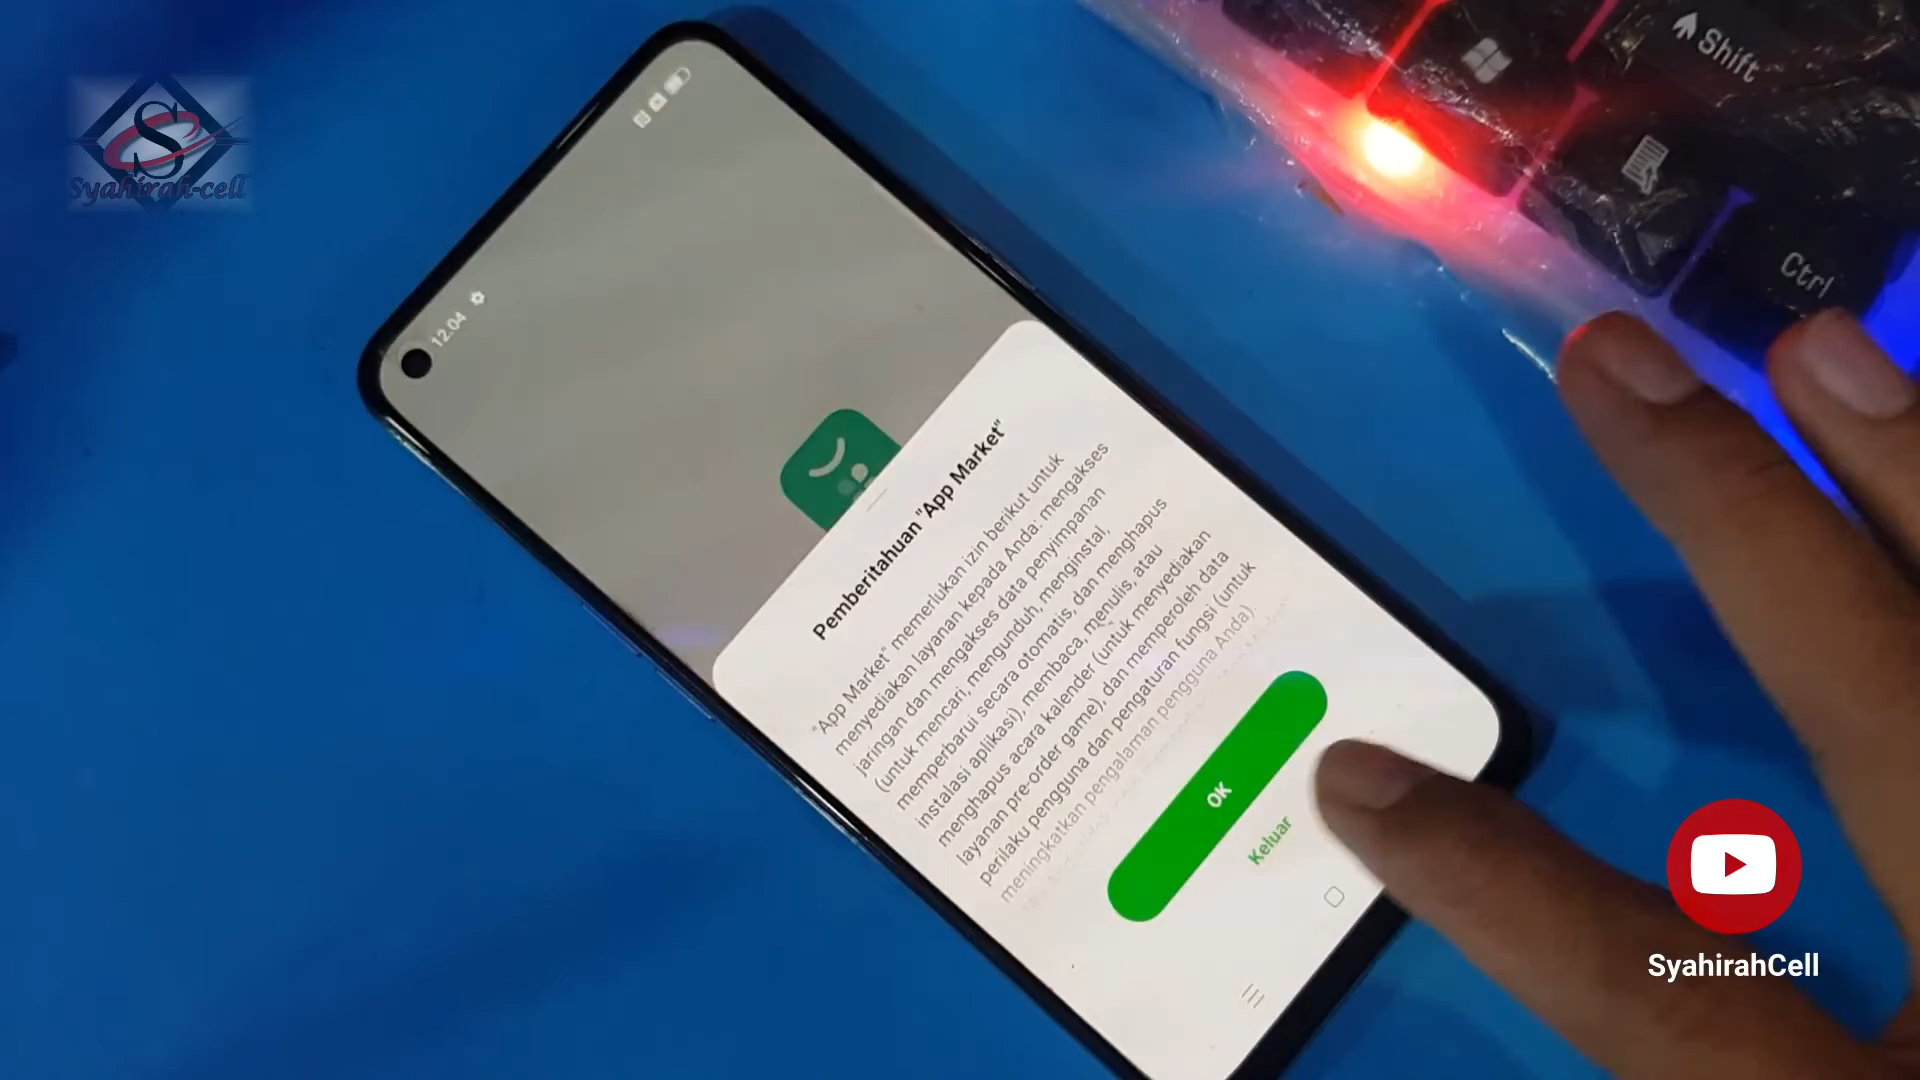 S
Syahirah-cell
Shift
Ctrl
12.04
Pemberitahuan "App Market"
"App Market" memerlukan izin berikut untuk
menyediakan layanan kepada Anda: mengakses
jaringan dan mengakses data penyimpanan
(untuk mencari, mengunduh, menginstal,
memperbarui secara otomatis, dan menghapus
instalasi aplikasi), membaca, menulis, atau
menghapus acara kalender (untuk menyediakan
layanan pre-order game), dan memperoleh data
perilaku pengguna dan pengaturan fungsi (untuk
meningkatkan pengalaman pengguna Anda).
OK
Keluar
SyahirahCell